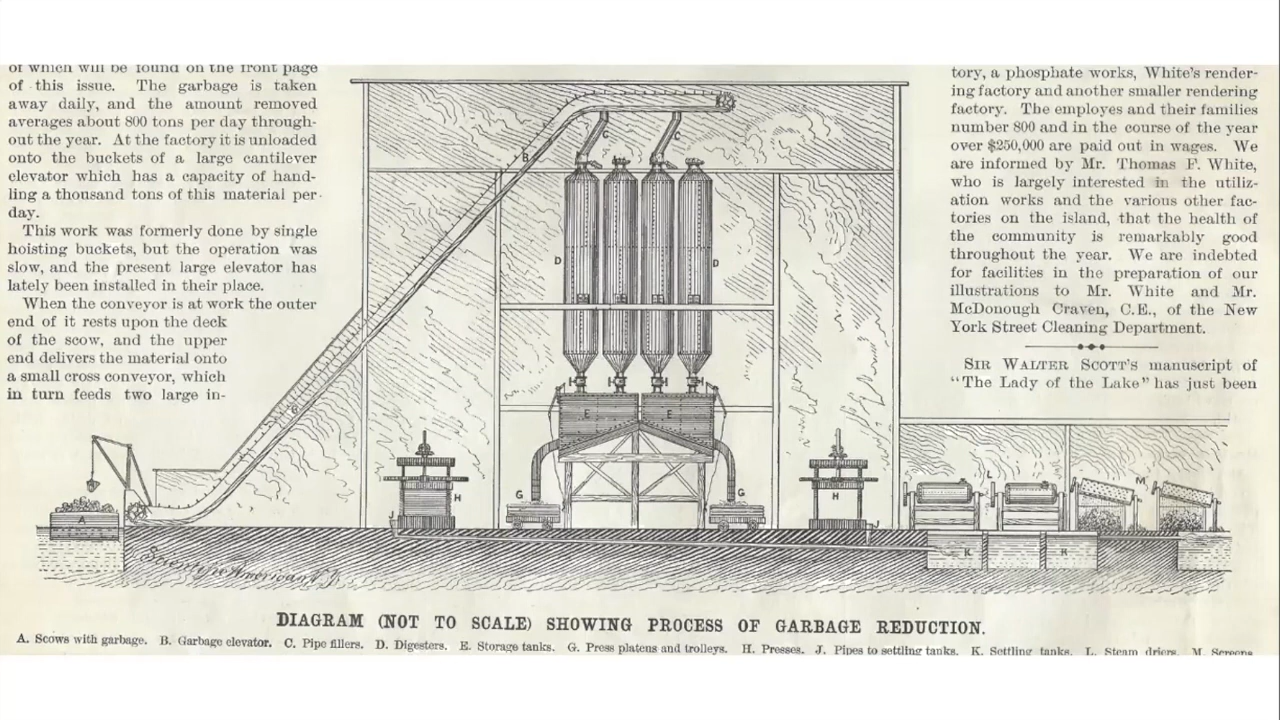 of which will be found on the front page
of this issue. The garbage is taken
away daily, and the amount removed
averages about 800 tons per day through-
out the year. At the factory it is unloaded
onto the buckets of a large cantilever
elevator which has a capacity of hand-
ling a thousand tons of this material per
day.
This work was formerly done by single
hoisting buckets, but the operation was
slow, and the present large elevator has
lately been installed in their place.
When the conveyor is at work the outer
end of it rests upon the deck
of the scow, and the upper
end delivers the material onto
a small cross conveyor, which
in turn feeds two large in-
C
C
B
D
D
E
E
B
A
G
G
H
H
L
M
K
K
Scientific American
tory, a phosphate works, White's render-
ing factory and another smaller rendering
factory. The employes and their families
number 800 and in the course of the year
over $250,000 are paid out in wages. We
are informed by Mr. Thomas F. White,
who is largely interested in the utiliz-
ation works and the various other fac-
tories on the island, that the health of
the community is remarkably good
throughout the year. We are indebted
for facilities in the preparation of our
illustrations to Mr. White and Mr.
McDonough Craven, C.E., of the New
York Street Cleaning Department.
SIR WALTER SCOTT'S manuscript of
"The Lady of the Lake" has just been
DIAGRAM (NOT TO SCALE) SHOWING PROCESS OF GARBAGE REDUCTION.
A. Scows with garbage. B. Garbage elevator. C. Pipe fillers. D. Digesters. E. Storage tanks. G. Press platens and trolleys. H. Presses. J. Pipes to settling tanks. K. Settling tanks. L. Steam driers. M. Screens